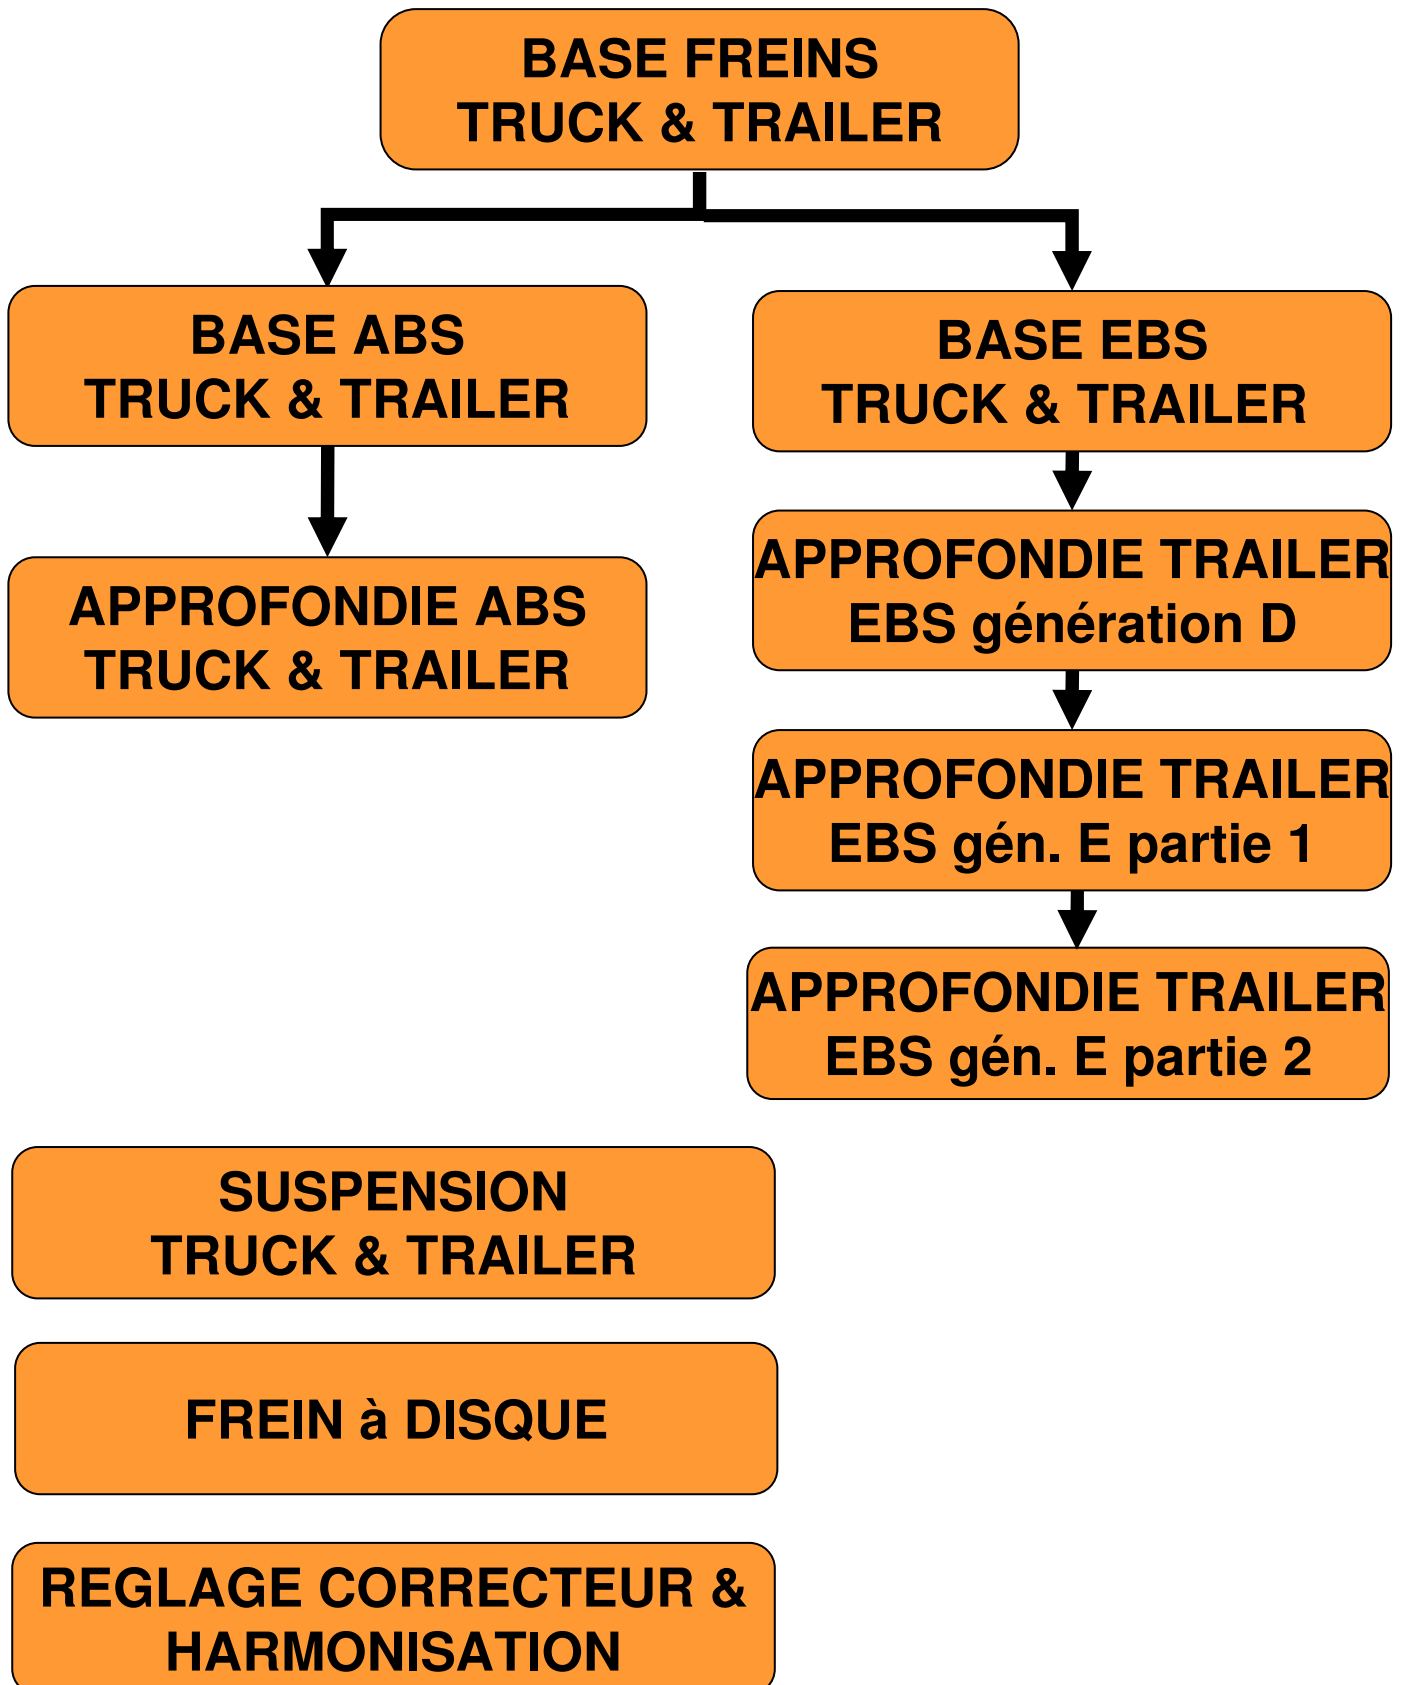 BASE FREINS
TRUCK & TRAILER
BASE ABS
TRUCK & TRAILER
BASE EBS
TRUCK & TRAILER
APPROFONDIE ABS
TRUCK & TRAILER
APPROFONDIE TRAILER
EBS génération D
APPROFONDIE TRAILER
EBS gén. E partie 1
APPROFONDIE TRAILER
EBS gén. E partie 2
SUSPENSION
TRUCK & TRAILER
FREIN à DISQUE
REGLAGE CORRECTEUR &
HARMONISATION